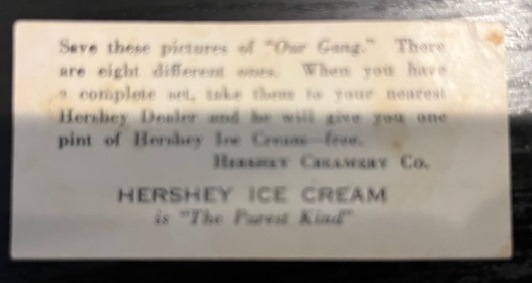 Save these pictures of "Our Gang." There
are eight different ones. When you have
a complete set, take them to your nearest
Hershey Dealer and he will give you one
pint of Hershey Ice Cream—free.
HERSHEY CREAMERY CO.
HERSHEY ICE CREAM
is "The Purest Kind"